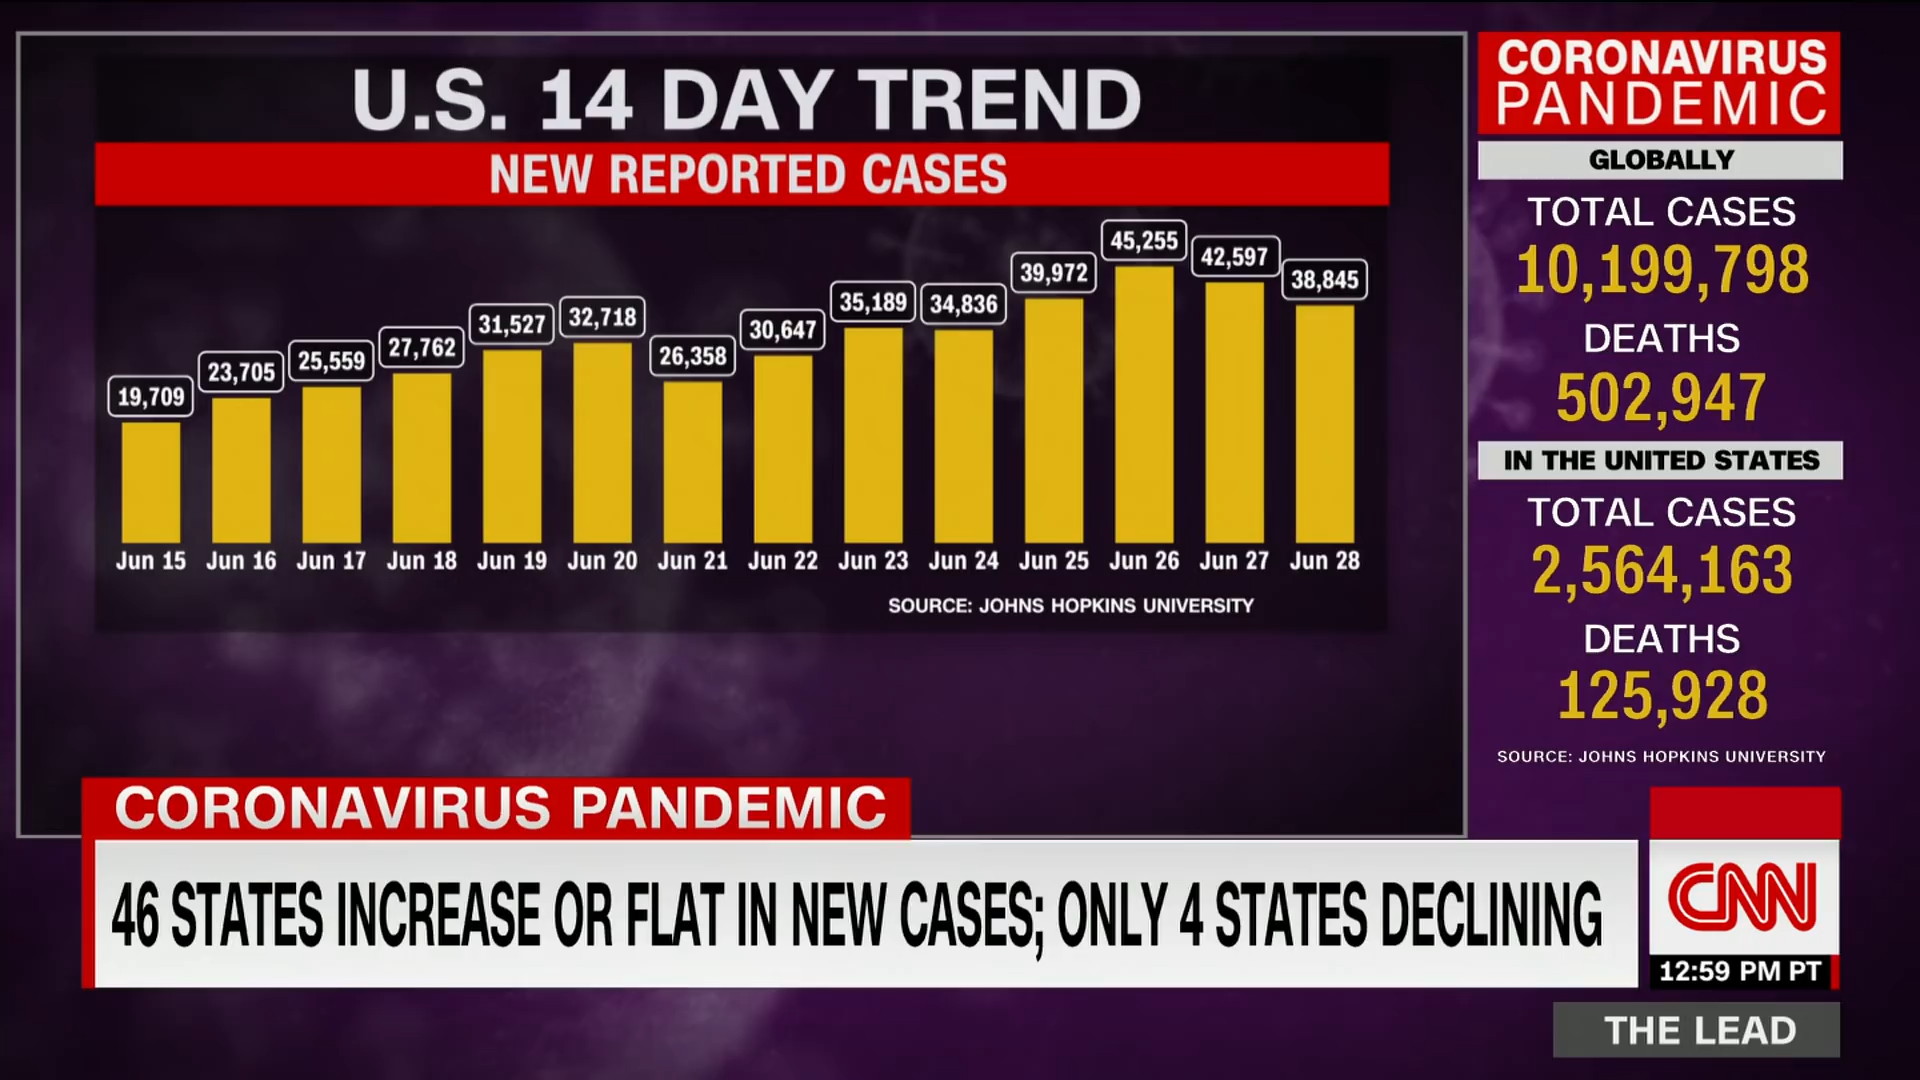 U.S. 14 DAY TREND
NEW REPORTED CASES
19,709
23,705
25,559
27,762
31,527
32,718
26,358
30,647
35,189
34,836
39,972
45,255
42,597
38,845
Jun 15 Jun 16 Jun 17 Jun 18 Jun 19 Jun 20 Jun 21 Jun 22 Jun 23 Jun 24 Jun 25 Jun 26 Jun 27 Jun 28
SOURCE: JOHNS HOPKINS UNIVERSITY
CORONAVIRUS
PANDEMIC
GLOBALLY
TOTAL CASES
10,199,798
DEATHS
502,947
IN THE UNITED STATES
TOTAL CASES
2,564,163
DEATHS
125,928
SOURCE: JOHNS HOPKINS UNIVERSITY
CORONAVIRUS PANDEMIC
46 STATES INCREASE OR FLAT IN NEW CASES; ONLY 4 STATES DECLINING
CNN
12:59 PM PT
THE LEAD